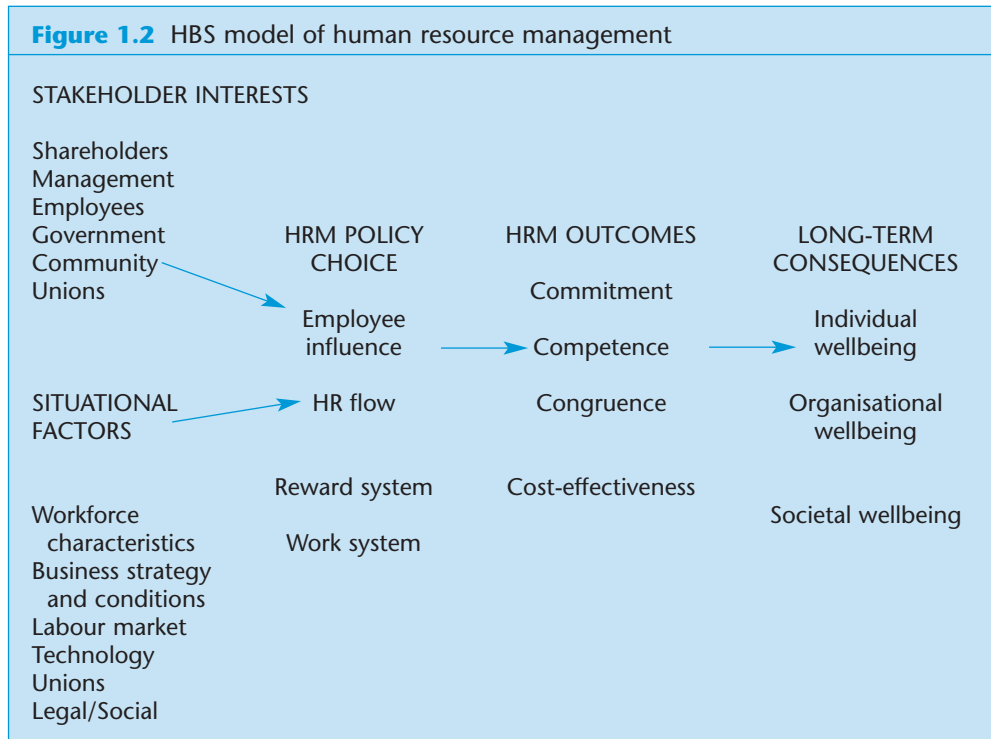 Figure 1.2 HBS model of human resource management
STAKEHOLDER INTERESTS
Shareholders
Management
Employees
Government
Community
Unions
SITUATIONAL
FACTORS
Workforce
characteristics
Business strategy
and conditions
Labour market
Technology
Unions
Legal/Social
HRM POLICY
CHOICE
Employee
influence
HR flow
Reward system
Work system
HRM OUTCOMES
Commitment
Competence
Congruence
Cost-effectiveness
LONG-TERM
CONSEQUENCES
Individual
wellbeing
Organisational
wellbeing
Societal wellbeing